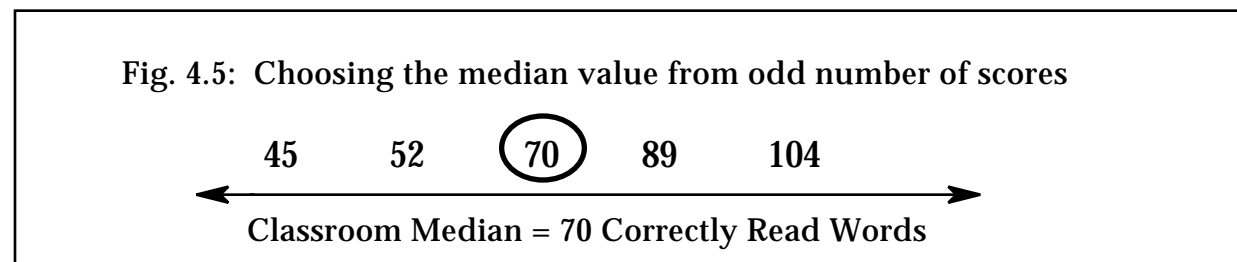 Fig. 4.5: Choosing the median value from odd number of scores
45 52 70 89 104
Classroom Median = 70 Correctly Read Words